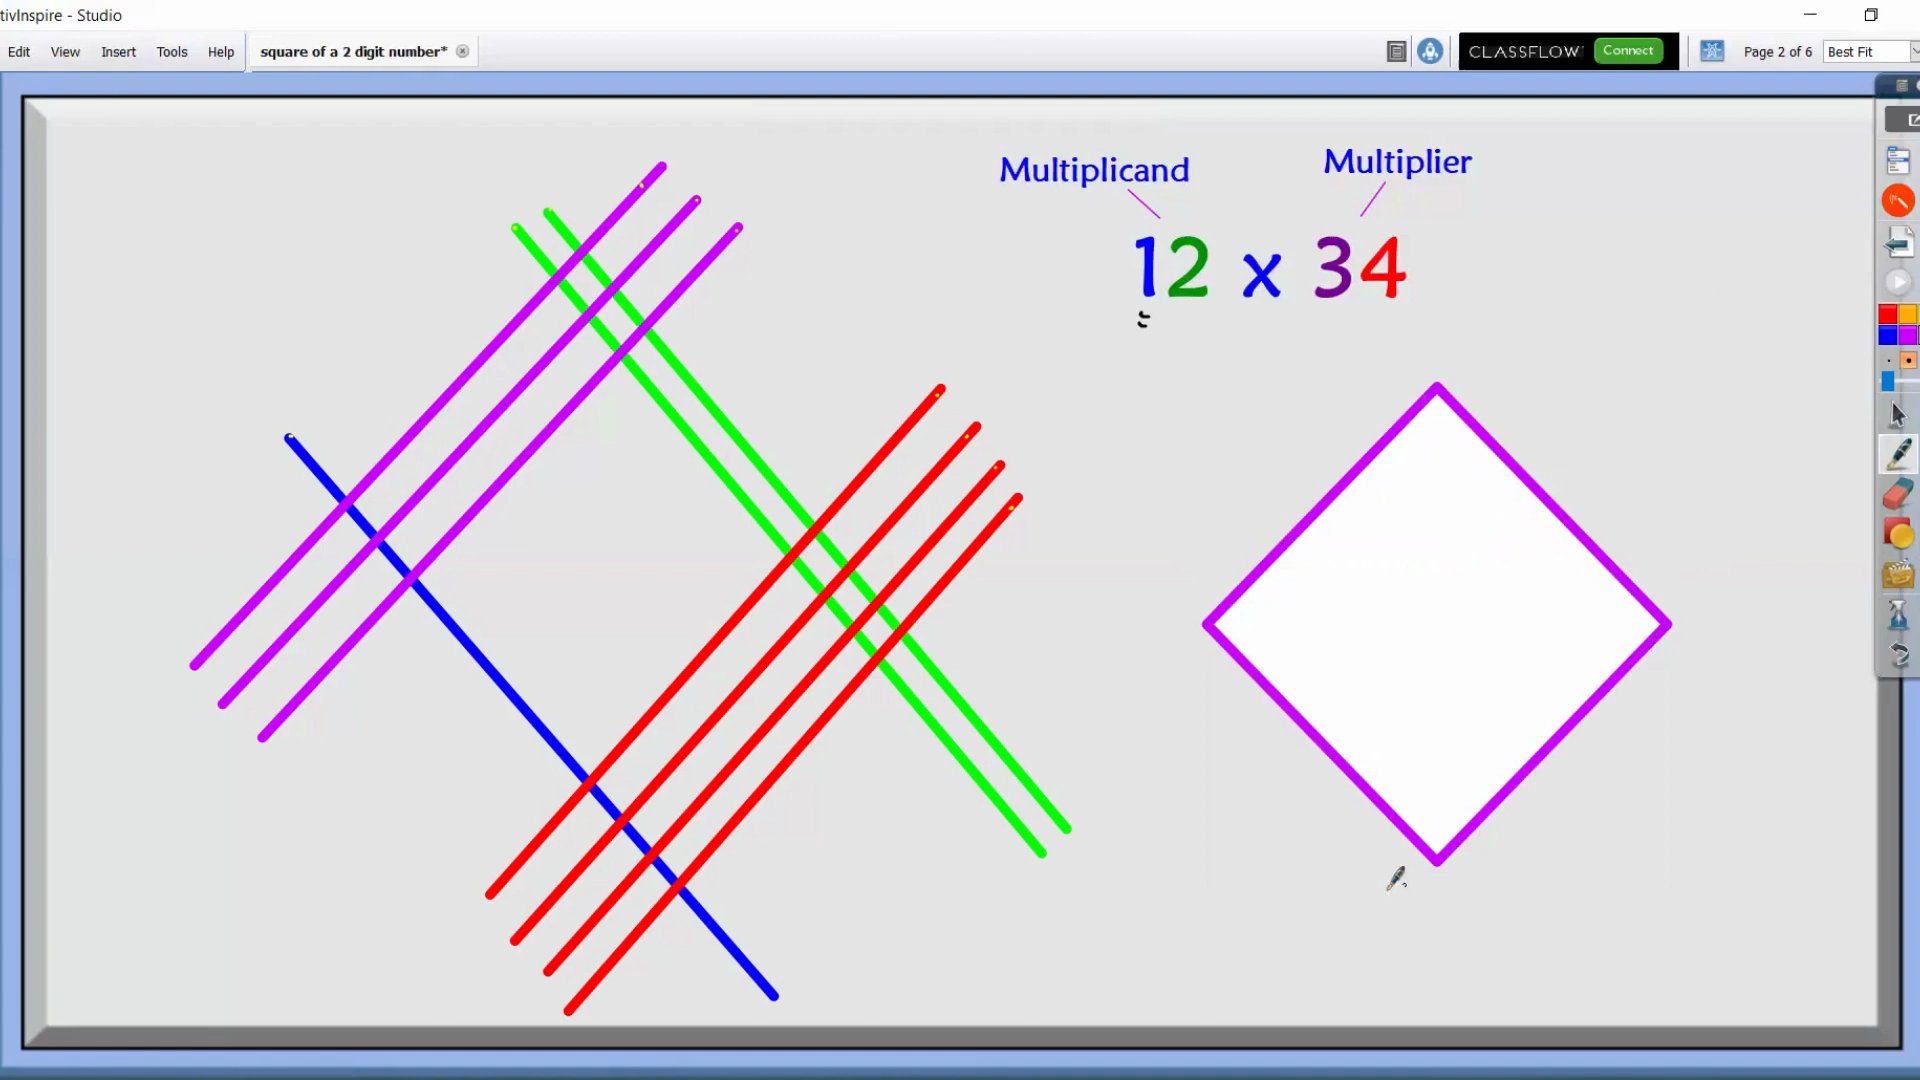 tivInspire - Studio
Edit View Insert Tools Help
square of a 2 digit number*
CLASSFLOW Connect
Page 2 of 6 Best Fit
Multiplicand Multiplier
12 x 34